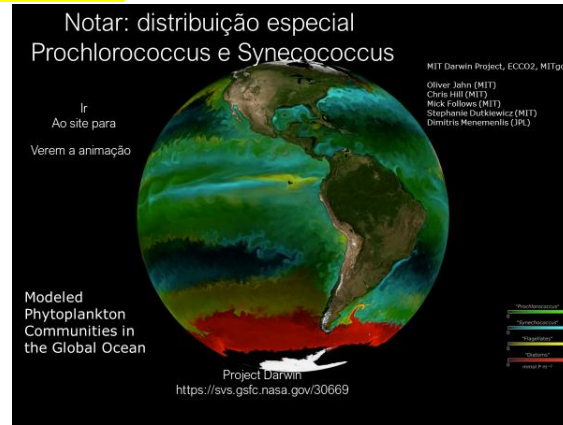 Notar: distribuição especial
Prochlorococcus e Synecococcus
MIT Darwin Project, ECCO2, MITgc
Oliver Jahn (MIT)
Chris Hill (MIT)
Mick Follows (MIT)
Stephanie Dutkiewicz (MIT)
Dimitris Menemenlis (JPL)
Ir
Ao site para
Verem a animação
Modeled
Phytoplankton
Communities in
the Global Ocean
"Prochlorococcus"
"Synechococcus"
"Flagellates"
"Diatoms"
Project Darwin
https://svs.gsfc.nasa.gov/30669